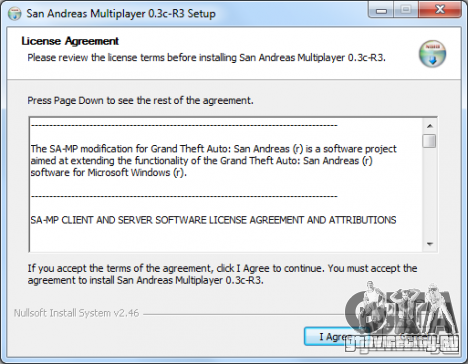 San Andreas Multiplayer 0.3c-R3 Setup
License Agreement
Please review the license terms before installing San Andreas Multiplayer 0.3c-R3.
Press Page Down to see the rest of the agreement.
-------------------------------------------------------------------------------------
The SA-MP modification for Grand Theft Auto: San Andreas (r) is a software project
aimed at extending the functionality of the Grand Theft Auto: San Andreas (r)
software for Microsoft Windows (r).
-------------------------------------------------------------------------------------
SA-MP CLIENT AND SERVER SOFTWARE LICENSE AGREEMENT AND ATTRIBUTIONS
If you accept the terms of the agreement, click I Agree to continue. You must accept the
agreement to install San Andreas Multiplayer 0.3c-R3.
Nullsoft Install System v2.46
I Agree